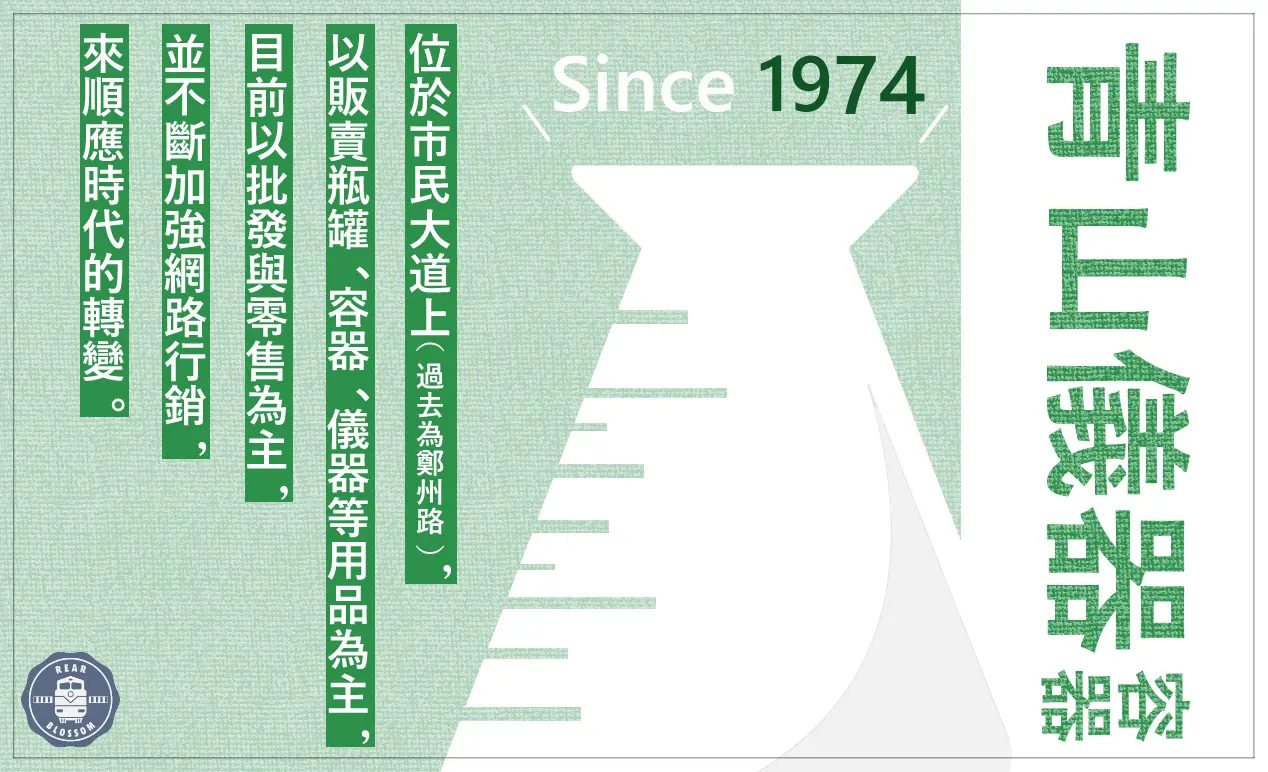 青山儀器容器
Since 1974
位於市民大道上（過去為鄭州路），
以販賣瓶罐、容器、儀器等用品為主，
目前以批發與零售為主，
並不斷加強網路行銷，
來順應時代的轉變。
REAR
BLOSSOM